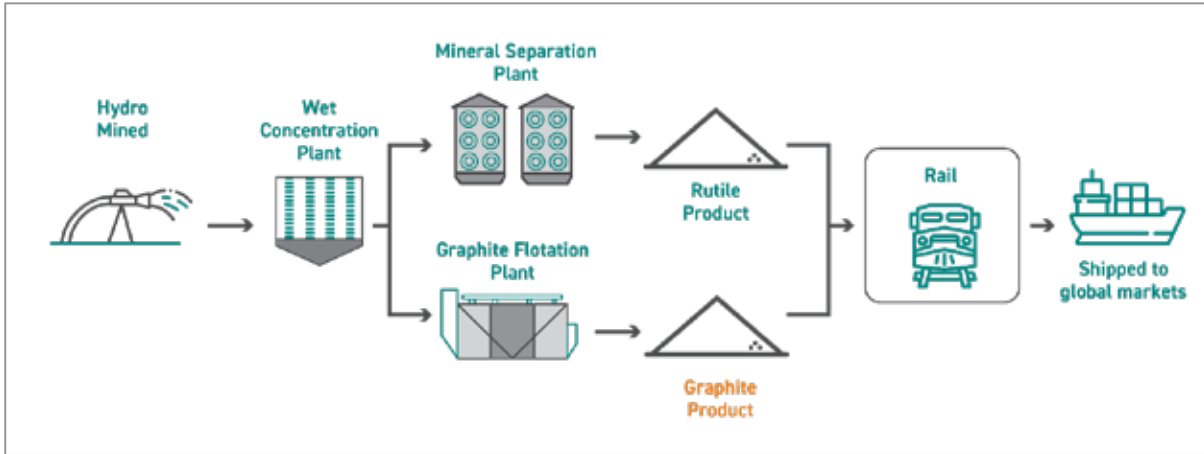 Hydro
Mined
Wet
Concentration
Plant
Mineral Separation
Plant
Rutile
Product
Graphite Flotation
Plant
Graphite
Product
Rail
Shipped to
global markets